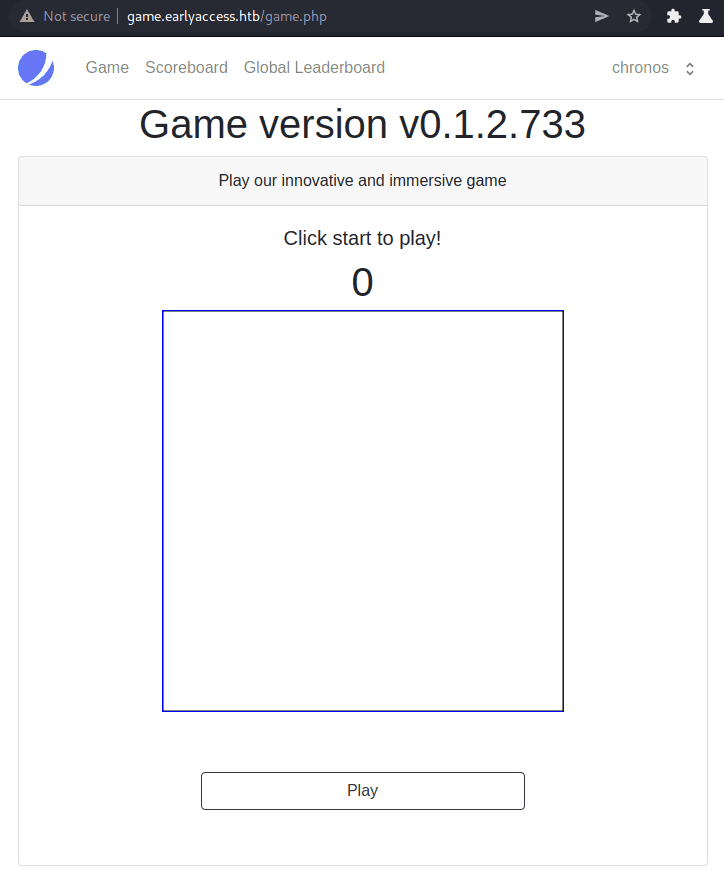 Not secure game.earlyaccess.htb/game.php
Game Scoreboard Global Leaderboard chronos
Game version v0.1.2.733
Play our innovative and immersive game
Click start to play!
0
Play